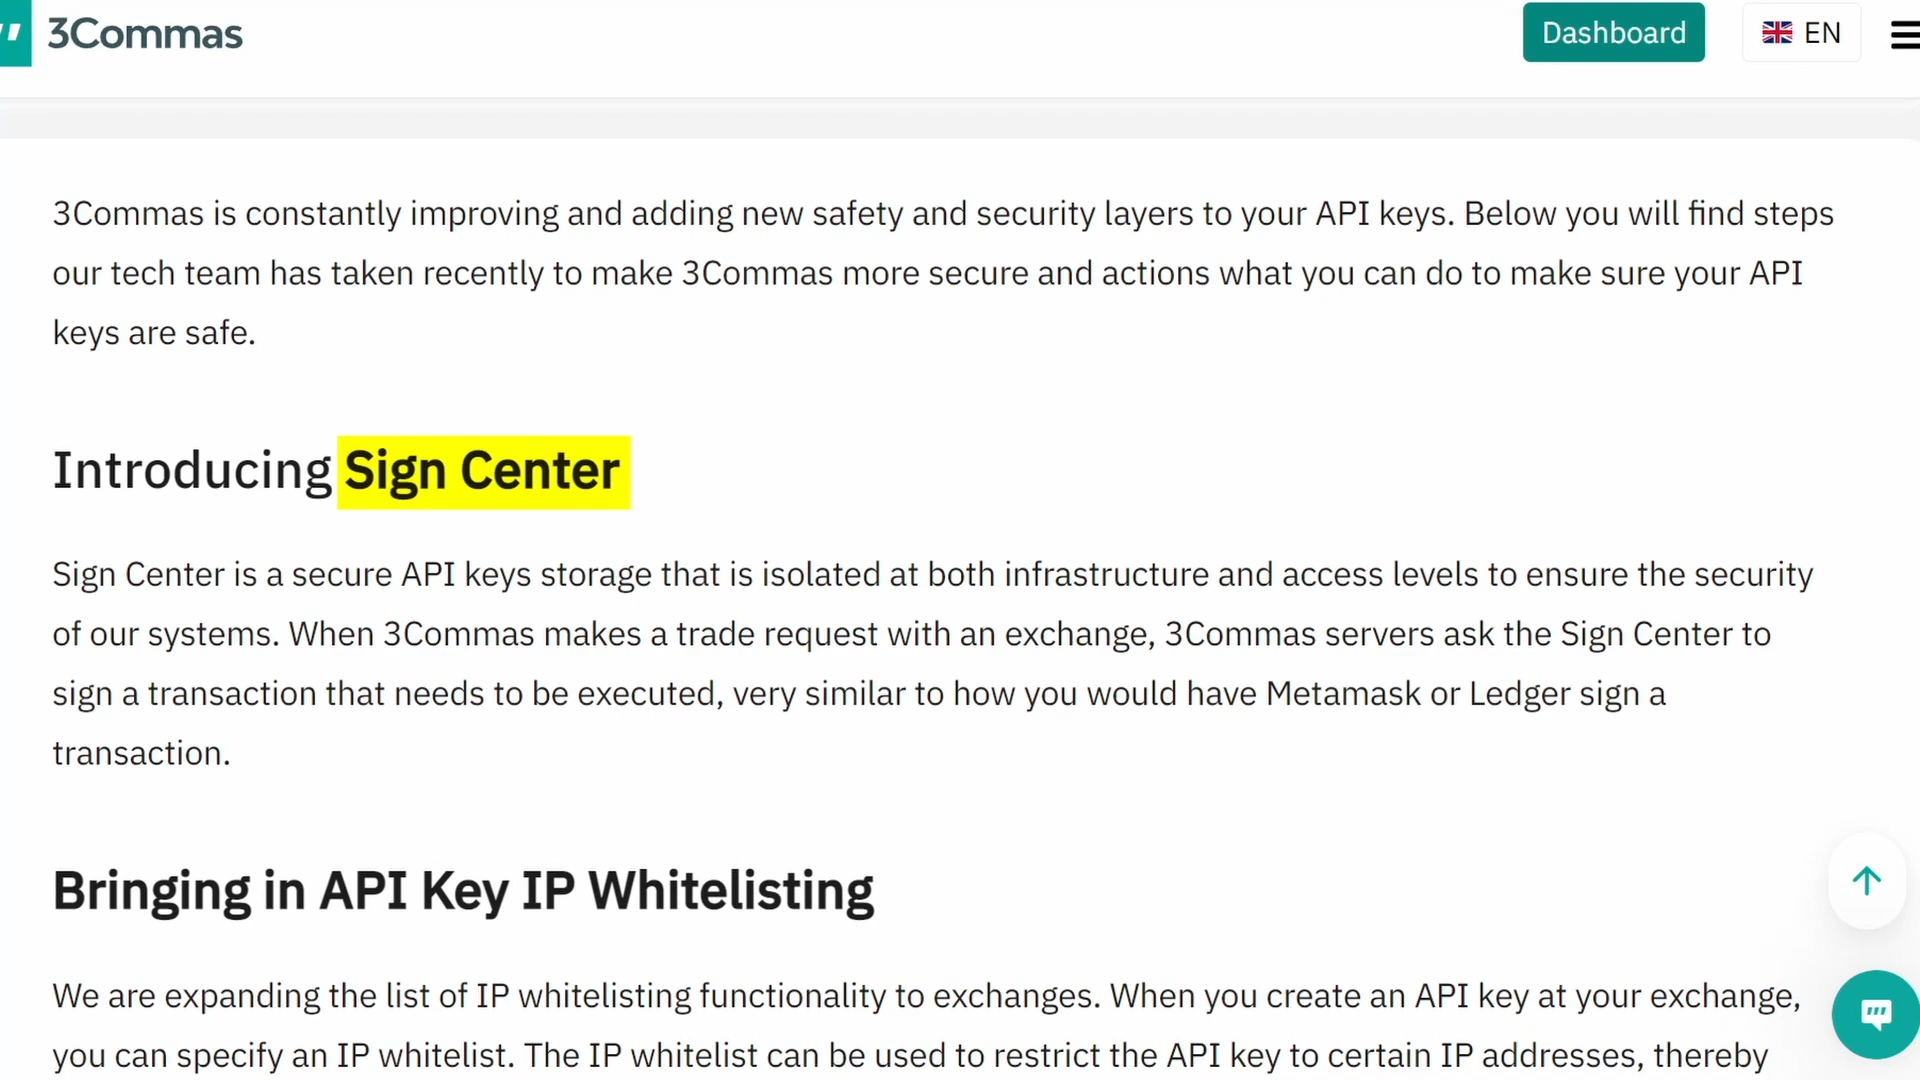 3Commas
Dashboard
EN
3Commas is constantly improving and adding new safety and security layers to your API keys. Below you will find steps
our tech team has taken recently to make 3Commas more secure and actions what you can do to make sure your API
keys are safe.
Introducing Sign Center
Sign Center is a secure API keys storage that is isolated at both infrastructure and access levels to ensure the security
of our systems. When 3Commas makes a trade request with an exchange, 3Commas servers ask the Sign Center to
sign a transaction that needs to be executed, very similar to how you would have Metamask or Ledger sign a
transaction.
Bringing in API Key IP Whitelisting
We are expanding the list of IP whitelisting functionality to exchanges. When you create an API key at your exchange,
you can specify an IP whitelist. The IP whitelist can be used to restrict the API key to certain IP addresses, thereby